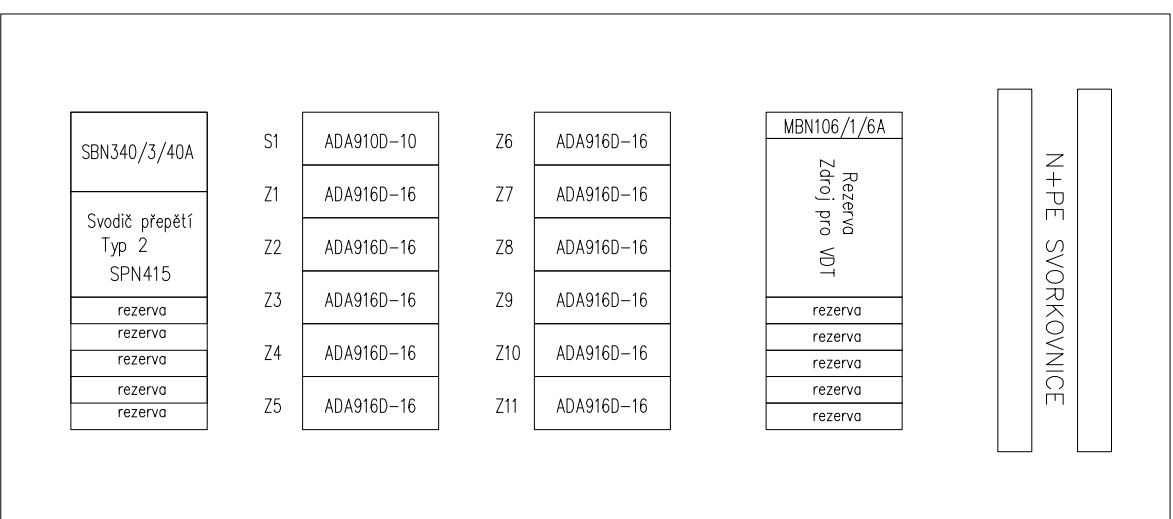 SBN340/3/40A
Svodič přepětí
Typ 2
SPN415
rezerva
rezerva
rezerva
rezerva
rezerva
S1 ADA910D-10
Z1 ADA916D-16
Z2 ADA916D-16
Z3 ADA916D-16
Z4 ADA916D-16
Z5 ADA916D-16
Z6 ADA916D-16
Z7 ADA916D-16
Z8 ADA916D-16
Z9 ADA916D-16
Z10 ADA916D-16
Z11 ADA916D-16
MBN106/1/6A
Rezerva
Zdroj pro VDT
rezerva
rezerva
rezerva
rezerva
rezerva
N+PE SVORKOVNICE